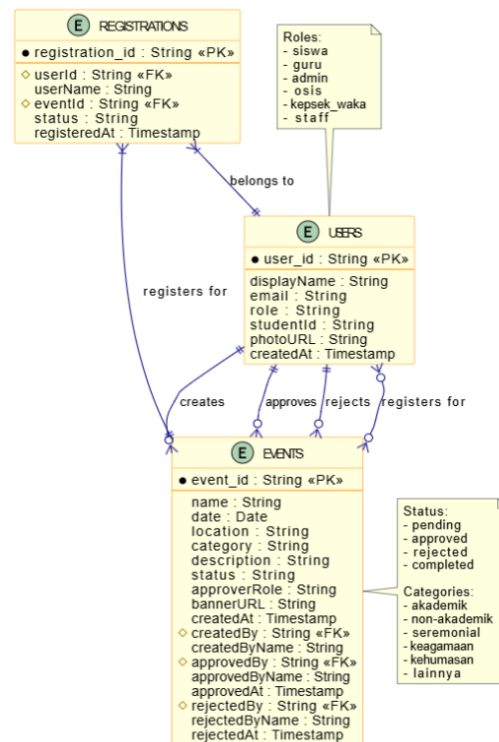 E REGISTRATIONS
registration_id : String «PK»
userId : String «FK»
userName : String
eventId : String «FK»
status : String
registeredAt : Timestamp
Roles:
- siswa
- guru
- admin
- osis
- kepsek_waka
- staff
belongs to
E USERS
user_id : String «PK»
displayName : String
email : String
role : String
studentId : String
photoURL : String
createdAt : Timestamp
registers for
creates
approves
rejects
registers for
E EVENTS
event_id : String «PK»
name : String
date : Date
location : String
category : String
description : String
status : String
approverRole : String
bannerURL : String
createdAt : Timestamp
createdBy : String «FK»
createdByName : String
approvedBy : String «FK»
approvedByName : String
approvedAt : Timestamp
rejectedBy : String «FK»
rejectedByName : String
rejectedAt : Timestamp
Status:
- pending
- approved
- rejected
- completed
Categories:
- akademik
- non-akademik
- seremonial
- keagamaan
- kehumasan
- lainnya